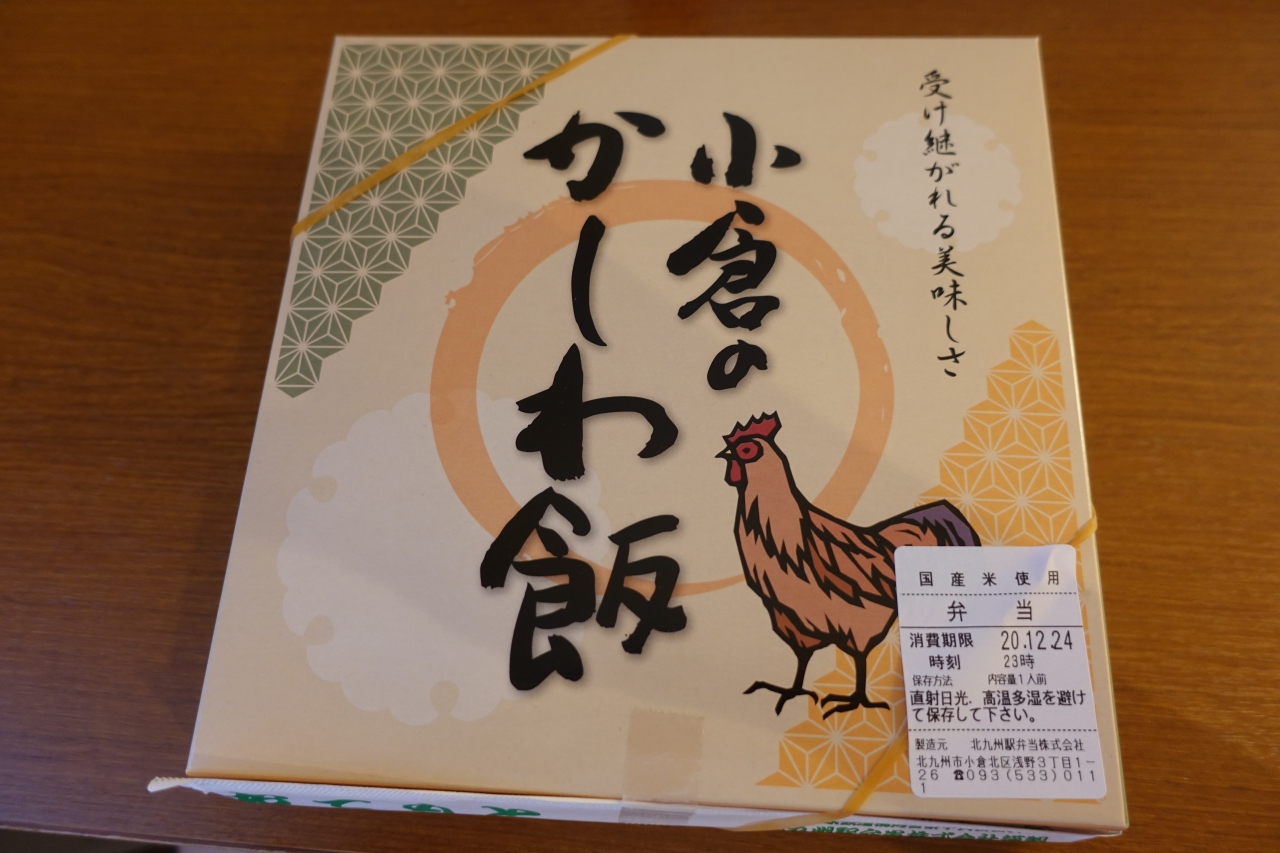 受け継がれる美味しさ
小倉の
かしわ飯
国産米使用
弁当
消費期限 20.12.24
時刻 23時
保存方法 内容量1人前
直射日光．高温多湿を避け
て保存して下さい。
製造元 北九州駅弁当株式会社
北九州市小倉北区浅野3丁目1-
26 ☎093(533)011
1